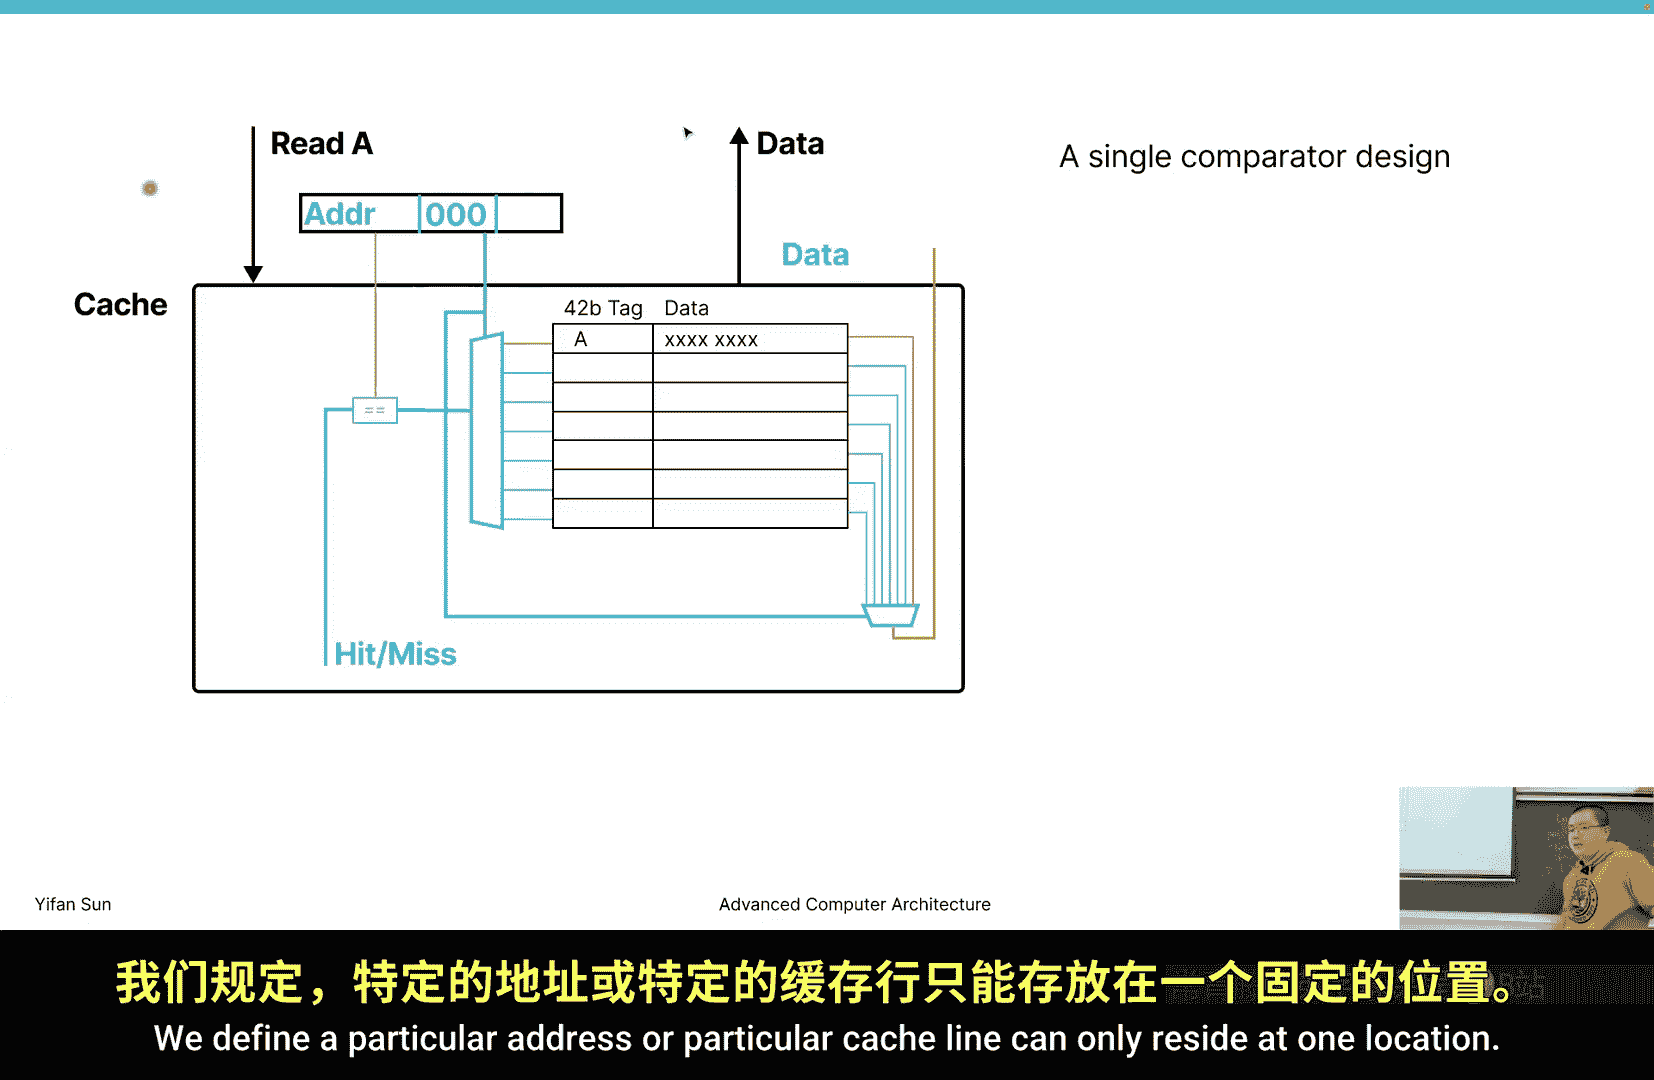 Read A
Data
A single comparator design
Addr 000
Data
Cache
42b Tag Data
A xxxx xxxx
==
Hit/Miss
Yifan Sun
Advanced Computer Architecture
我们规定，特定的地址或特定的缓存行只能存放在一个固定的位置。
We define a particular address or particular cache line can only reside at one location.